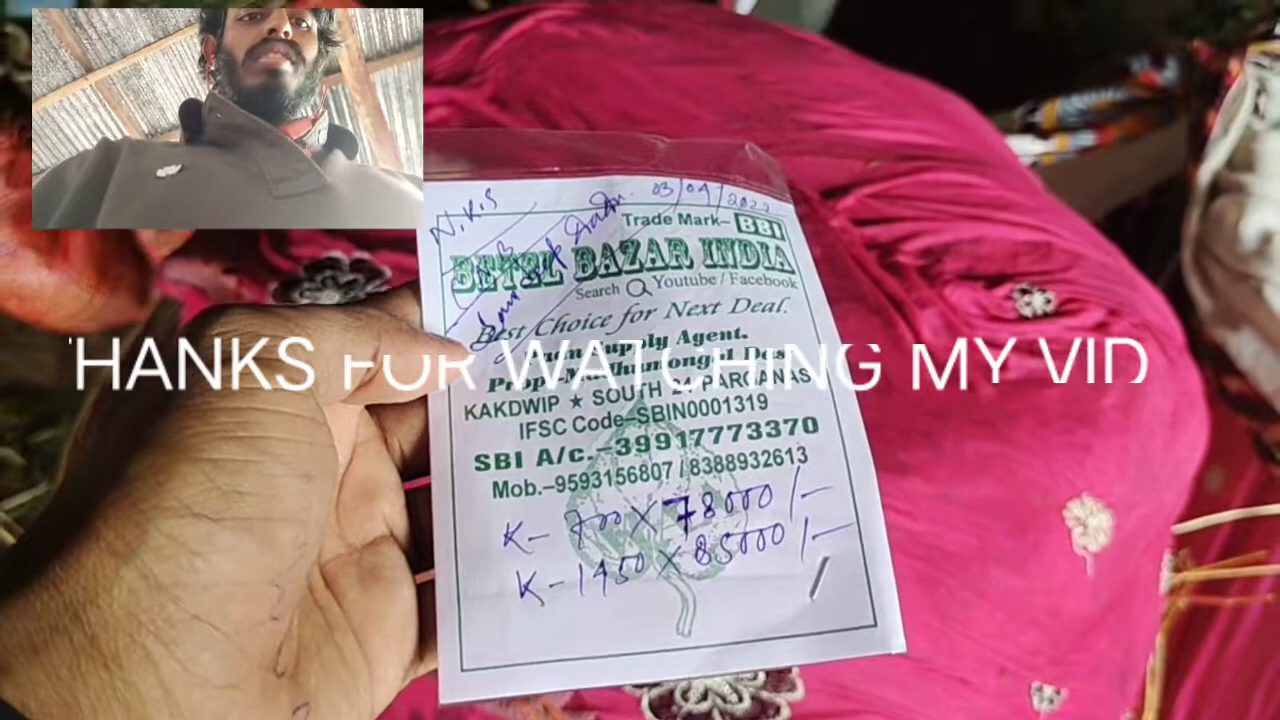 N.K.S
03/04/2022
Trade Mark– BBI
BETEL BAZAR INDIA
Search Youtube / Facebook
Best Choice for Next Deal.
Supply Agent.
THANKS FOR WATCHING MY VID
KAKDWIP ★ SOUTH 24 PARGANAS
IFSC Code–SBIN0001319
SBI A/c.–39917773370
Mob.–9593156807 / 8388932613
K– 700 X 78000/–
K–1450 X 85000/–